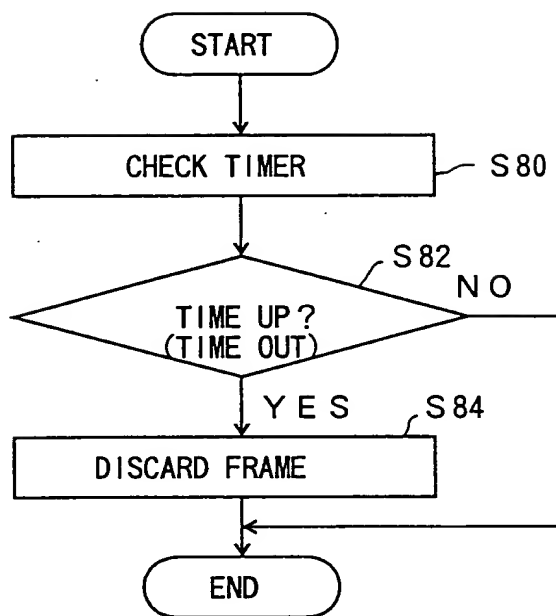 START
CHECK TIMER
S80
S82
NO
TIME UP?
(TIME OUT)
YES
S84
DISCARD FRAME
END